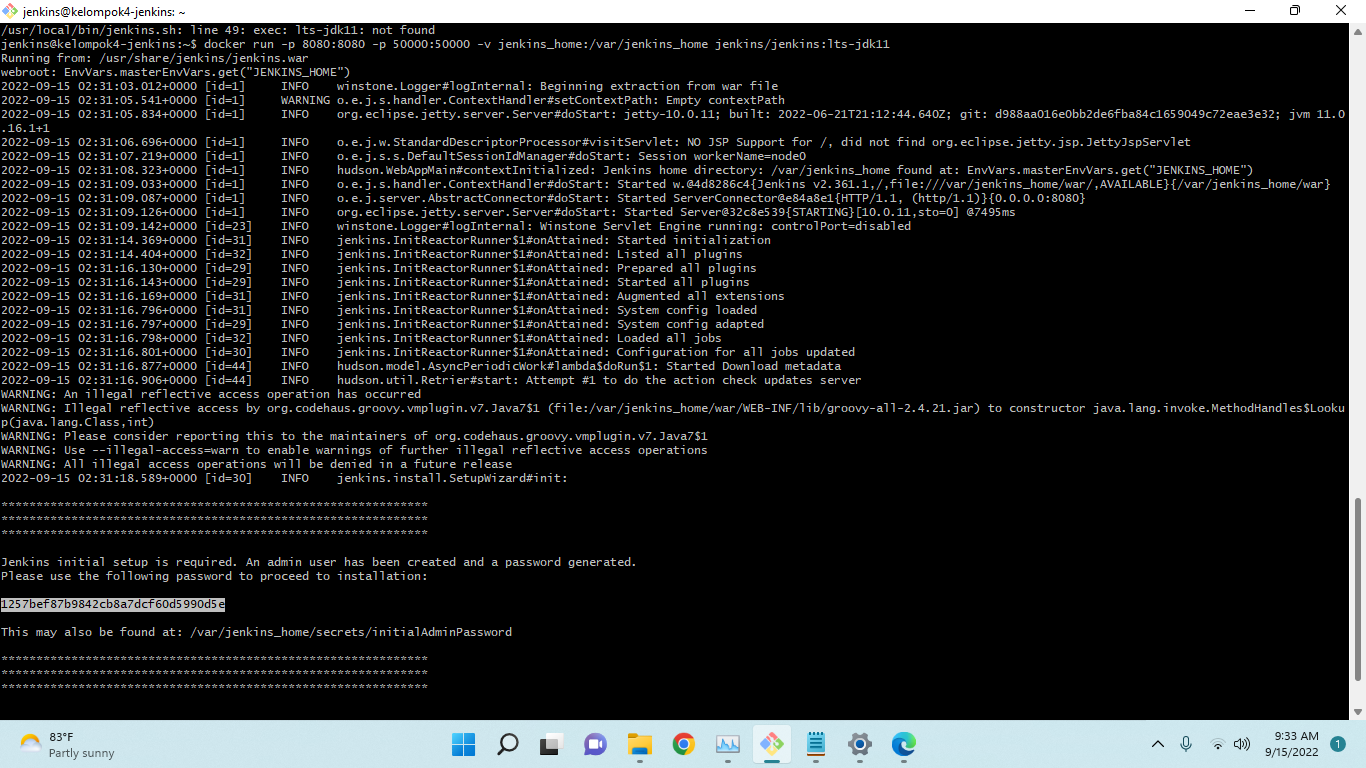 jenkins@kelompok4-jenkins: ~
/usr/local/bin/jenkins.sh: line 49: exec: lts-jdk11: not found
jenkins@kelompok4-jenkins:~$ docker run -p 8080:8080 -p 50000:50000 -v jenkins_home:/var/jenkins_home jenkins/jenkins:lts-jdk11
Running from: /usr/share/jenkins/jenkins.war
webroot: EnvVars.masterEnvVars.get("JENKINS_HOME")
2022-09-15 02:31:03.012+0000 [id=1]     INFO    winstone.Logger#logInternal: Beginning extraction from war file
2022-09-15 02:31:05.541+0000 [id=1]     WARNING o.e.j.s.handler.ContextHandler#setContextPath: Empty contextPath
2022-09-15 02:31:05.834+0000 [id=1]     INFO    org.eclipse.jetty.server.Server#doStart: jetty-10.0.11; built: 2022-06-21T21:12:44.640Z; git: d988aa016e0bb2de6fba84c1659049c72eae3e32; jvm 11.0
.16.1+1
2022-09-15 02:31:06.696+0000 [id=1]     INFO    o.e.j.w.StandardDescriptorProcessor#visitServlet: NO JSP Support for /, did not find org.eclipse.jetty.jsp.JettyJspServlet
2022-09-15 02:31:07.219+0000 [id=1]     INFO    o.e.j.s.s.DefaultSessionIdManager#doStart: Session workerName=node0
2022-09-15 02:31:08.323+0000 [id=1]     INFO    hudson.WebAppMain#contextInitialized: Jenkins home directory: /var/jenkins_home found at: EnvVars.masterEnvVars.get("JENKINS_HOME")
2022-09-15 02:31:09.033+0000 [id=1]     INFO    o.e.j.s.handler.ContextHandler#doStart: Started w.@4d8286c4{Jenkins v2.361.1,/,file:///var/jenkins_home/war/,AVAILABLE}{/var/jenkins_home/war}
2022-09-15 02:31:09.087+0000 [id=1]     INFO    o.e.j.server.AbstractConnector#doStart: Started ServerConnector@e84a8e1{HTTP/1.1, (http/1.1)}{0.0.0.0:8080}
2022-09-15 02:31:09.126+0000 [id=1]     INFO    org.eclipse.jetty.server.Server#doStart: Started Server@32c8e539{STARTING}[10.0.11,sto=0] @7495ms
2022-09-15 02:31:09.142+0000 [id=23]    INFO    winstone.Logger#logInternal: Winstone Servlet Engine running: controlPort=disabled
2022-09-15 02:31:14.369+0000 [id=31]    INFO    jenkins.InitReactorRunner$1#onAttained: Started initialization
2022-09-15 02:31:14.404+0000 [id=32]    INFO    jenkins.InitReactorRunner$1#onAttained: Listed all plugins
2022-09-15 02:31:16.130+0000 [id=29]    INFO    jenkins.InitReactorRunner$1#onAttained: Prepared all plugins
2022-09-15 02:31:16.143+0000 [id=29]    INFO    jenkins.InitReactorRunner$1#onAttained: Started all plugins
2022-09-15 02:31:16.169+0000 [id=31]    INFO    jenkins.InitReactorRunner$1#onAttained: Augmented all extensions
2022-09-15 02:31:16.796+0000 [id=31]    INFO    jenkins.InitReactorRunner$1#onAttained: System config loaded
2022-09-15 02:31:16.797+0000 [id=29]    INFO    jenkins.InitReactorRunner$1#onAttained: System config adapted
2022-09-15 02:31:16.798+0000 [id=32]    INFO    jenkins.InitReactorRunner$1#onAttained: Loaded all jobs
2022-09-15 02:31:16.801+0000 [id=30]    INFO    jenkins.InitReactorRunner$1#onAttained: Configuration for all jobs updated
2022-09-15 02:31:16.877+0000 [id=44]    INFO    hudson.model.AsyncPeriodicWork#lambda$doRun$1: Started Download metadata
2022-09-15 02:31:16.906+0000 [id=44]    INFO    hudson.util.Retrier#start: Attempt #1 to do the action check updates server
WARNING: An illegal reflective access operation has occurred
WARNING: Illegal reflective access by org.codehaus.groovy.vmplugin.v7.Java7$1 (file:/var/jenkins_home/war/WEB-INF/lib/groovy-all-2.4.21.jar) to constructor java.lang.invoke.MethodHandles$Looku
p(java.lang.Class,int)
WARNING: Please consider reporting this to the maintainers of org.codehaus.groovy.vmplugin.v7.Java7$1
WARNING: Use --illegal-access=warn to enable warnings of further illegal reflective access operations
WARNING: All illegal access operations will be denied in a future release
2022-09-15 02:31:18.589+0000 [id=30]    INFO    jenkins.install.SetupWizard#init:
*************************************************************
*************************************************************
*************************************************************
Jenkins initial setup is required. An admin user has been created and a password generated.
Please use the following password to proceed to installation:
1257bef87b9842cb8a7dcf60d5990d5e
This may also be found at: /var/jenkins_home/secrets/initialAdminPassword
*************************************************************
*************************************************************
*************************************************************
83°F
Partly sunny
9:33 AM
9/15/2022
1